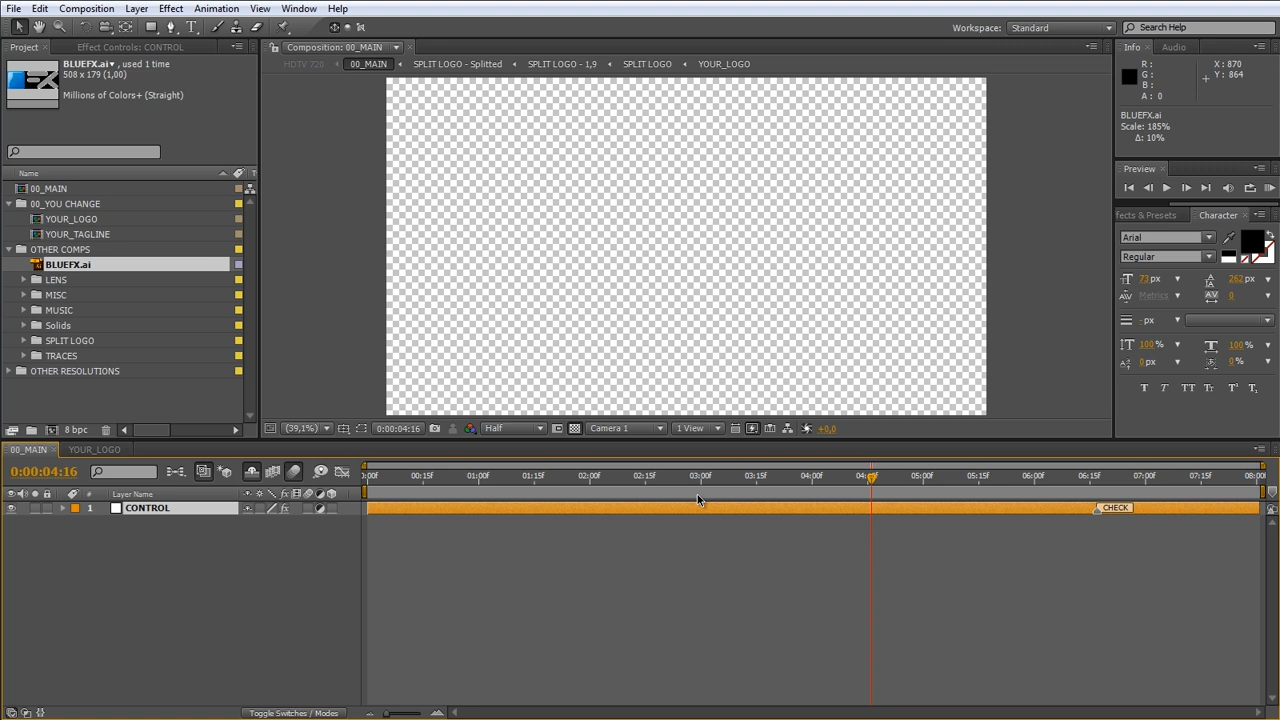 File Edit Composition Layer Effect Animation View Window Help
Workspace: Standard Search Help
Project Effect Controls: CONTROL
Composition: 00_MAIN
Info Audio
BLUEFX.ai , used 1 time
508 x 179 (1,00)
Millions of Colors+ (Straight)
HDTV 720 00_MAIN SPLIT LOGO - Splitted SPLIT LOGO - 1,9 SPLIT LOGO YOUR_LOGO
R :
G :
B :
A : 0
X : 870
Y : 864
BLUEFX.ai
Scale: 185%
Δ: 10%
Preview
fects & Presets Character
Arial
Regular
73 px 262 px
Metrics 0
- px
100 % 100 %
0 px 0 %
T T TT Tт T¹ T₁
Name T
00_MAIN
00_YOU CHANGE
YOUR_LOGO
YOUR_TAGLINE
OTHER COMPS
BLUEFX.ai
LENS
MISC
MUSIC
Solids
SPLIT LOGO
TRACES
OTHER RESOLUTIONS
8 bpc
(39,1%) 0:00:04:16 Half Camera 1 1 View +0,0
00_MAIN YOUR_LOGO
0:00:04:16
:00f 00:15f 01:00f 01:15f 02:00f 02:15f 03:00f 03:15f 04:00f 05:00f 05:15f 06:00f 06:15f 07:00f 07:15f 08:00
# Layer Name
1 CONTROL CHECK
Toggle Switches / Modes